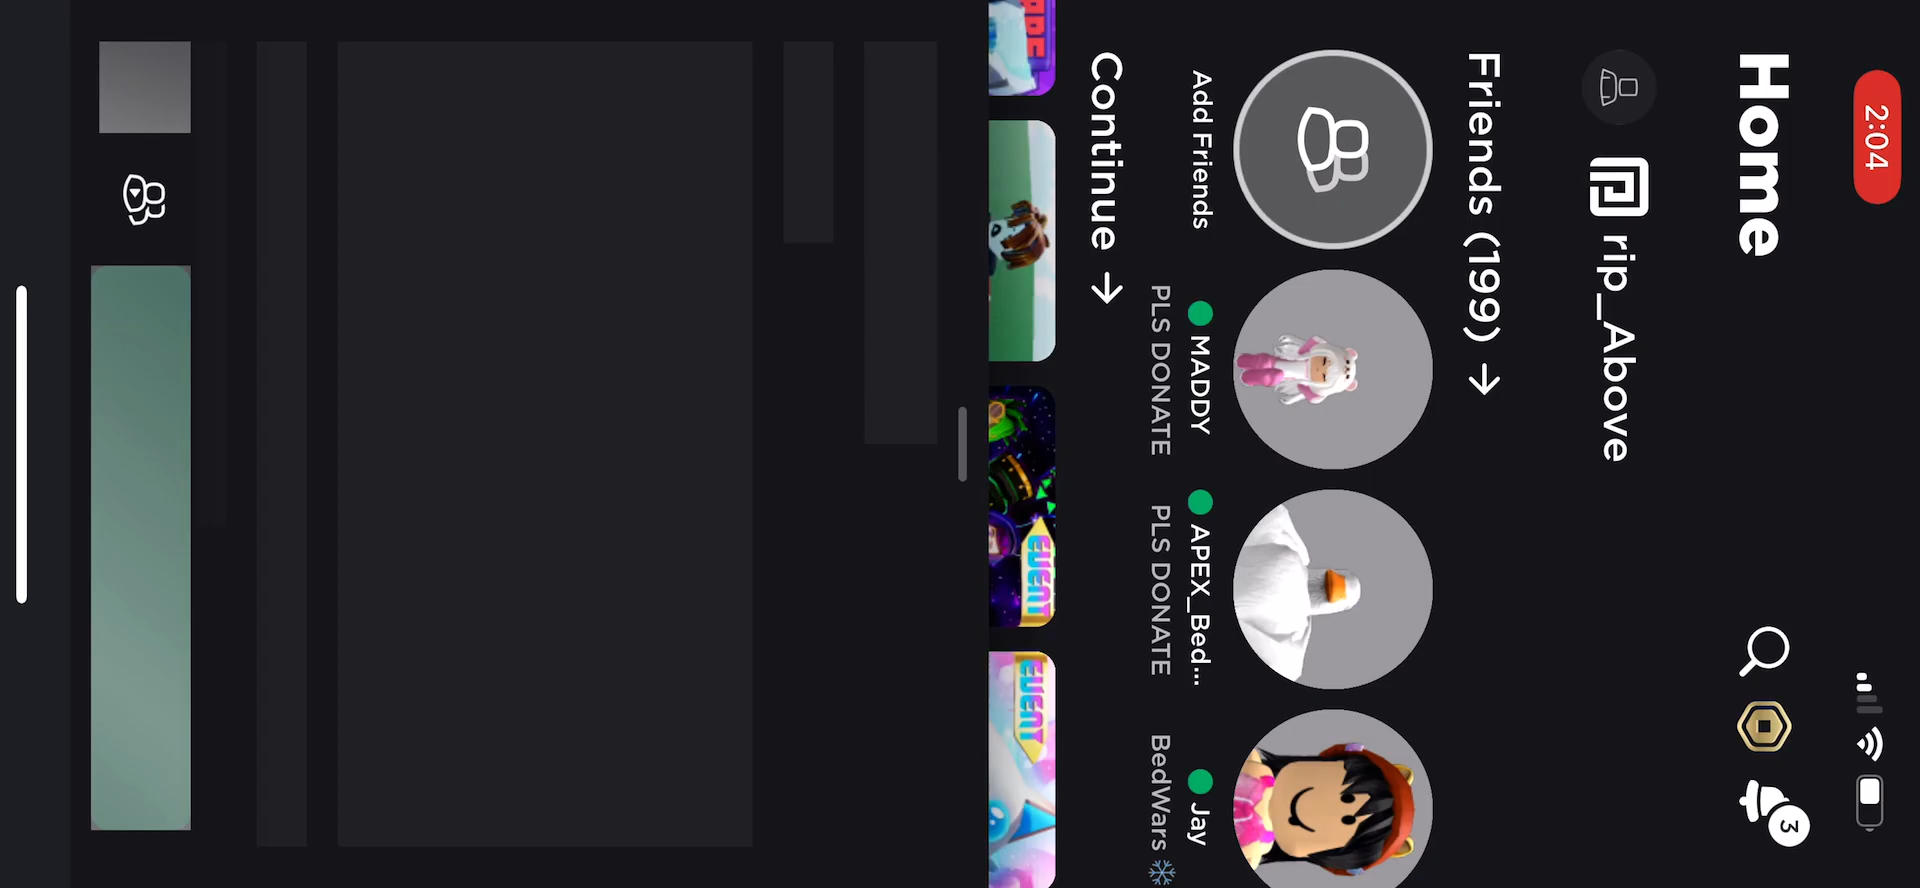 2:04
Home
3
rip_Above
Friends (199) →
Add Friends
MADDY
PLS DONATE
APEX_Bed...
PLS DONATE
Jay
BedWars ❄
Continue →
EVENT
EVENT